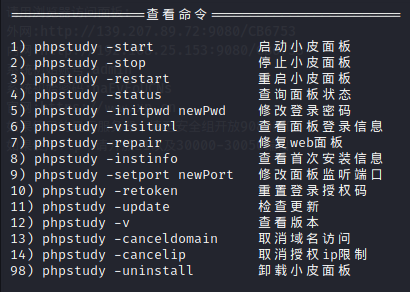 ==================查看命令==================
1) phpstudy -start 启动小皮面板
2) phpstudy -stop 停止小皮面板
3) phpstudy -restart 重启小皮面板
4) phpstudy -status 查询面板状态
5) phpstudy -initpwd newPwd 修改登录密码
6) phpstudy -visiturl 查看面板登录信息
7) phpstudy -repair 修复web面板
8) phpstudy -instinfo 查看首次安装信息
9) phpstudy -setport newPort 修改面板监听端口
10) phpstudy -retoken 重置登录授权码
11) phpstudy -update 检查更新
12) phpstudy -v 查看版本
13) phpstudy -canceldomain 取消域名访问
14) phpstudy -cancelip 取消授权ip限制
98) phpstudy -uninstall 卸载小皮面板